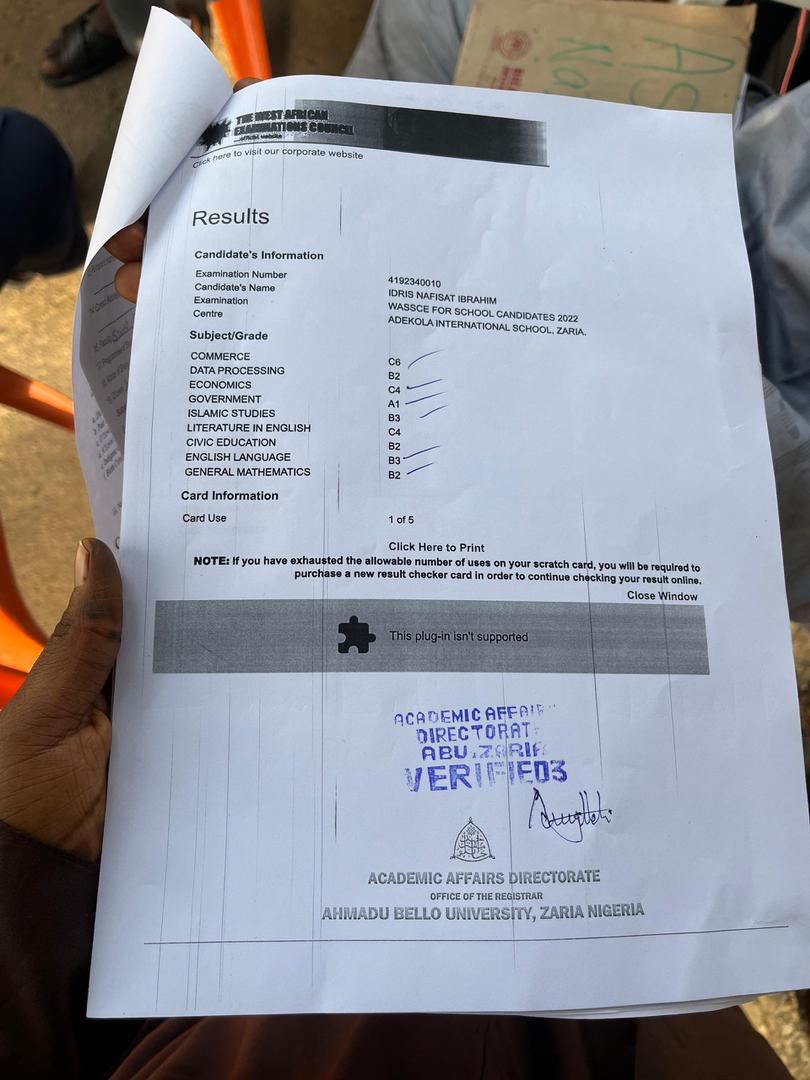 THE WEST AFRICAN
EXAMINATIONS COUNCIL
Click here to visit our corporate website
Results
Candidate's Information
Examination Number 4192340010
Candidate's Name IDRIS NAFISAT IBRAHIM
Examination WASSCE FOR SCHOOL CANDIDATES 2022
Centre ADEKOLA INTERNATIONAL SCHOOL, ZARIA.
Subject/Grade
COMMERCE C6
DATA PROCESSING B2
ECONOMICS C4
GOVERNMENT A1
ISLAMIC STUDIES B3
LITERATURE IN ENGLISH C4
CIVIC EDUCATION B2
ENGLISH LANGUAGE B3
GENERAL MATHEMATICS B2
Card Information
Card Use 1 of 5
Click Here to Print
NOTE: If you have exhausted the allowable number of uses on your scratch card, you will be required to
purchase a new result checker card in order to continue checking your result online.
Close Window
This plug-in isn't supported
ACADEMIC AFFAIR
DIRECTORAT
ABU.ZARIA
VERIFIED3
ACADEMIC AFFAIRS DIRECTORATE
OFFICE OF THE REGISTRAR
AHMADU BELLO UNIVERSITY, ZARIA NIGERIA